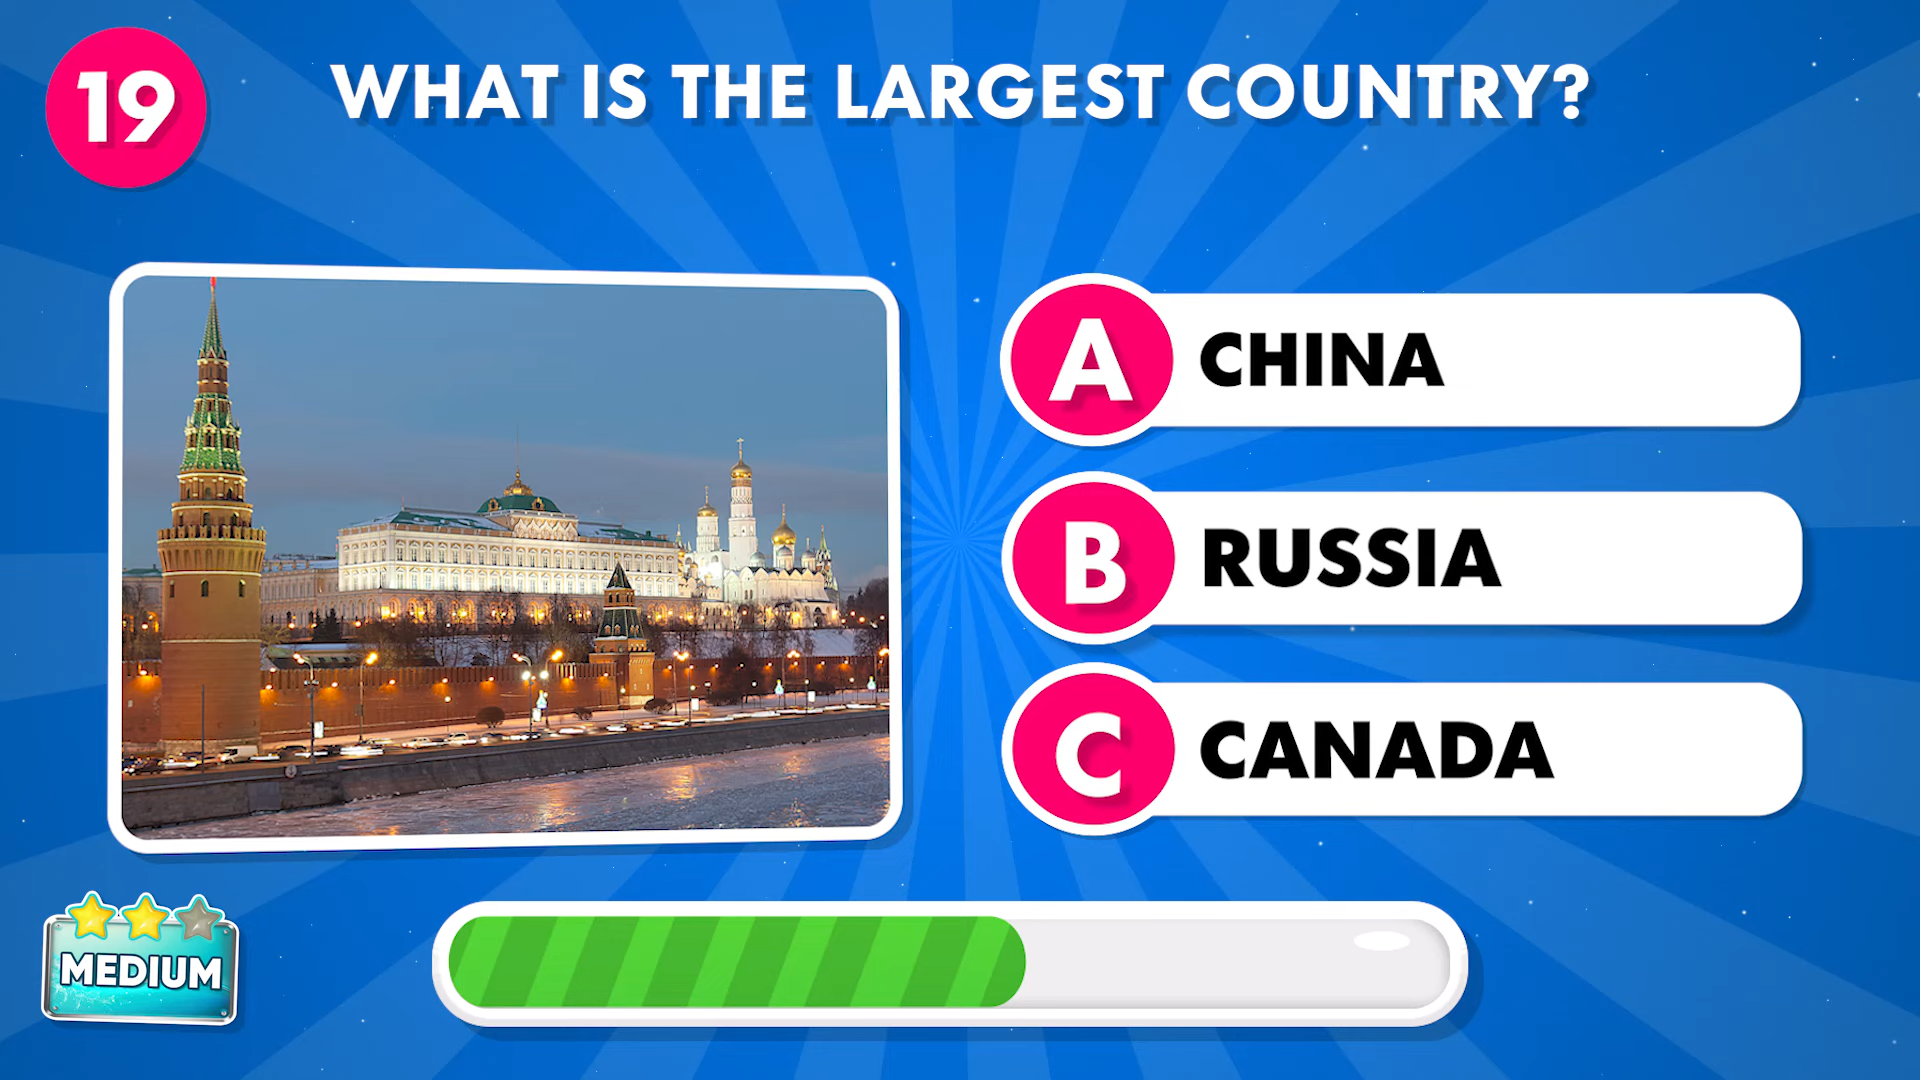 19
WHAT IS THE LARGEST COUNTRY?
A CHINA
B RUSSIA
C CANADA
MEDIUM